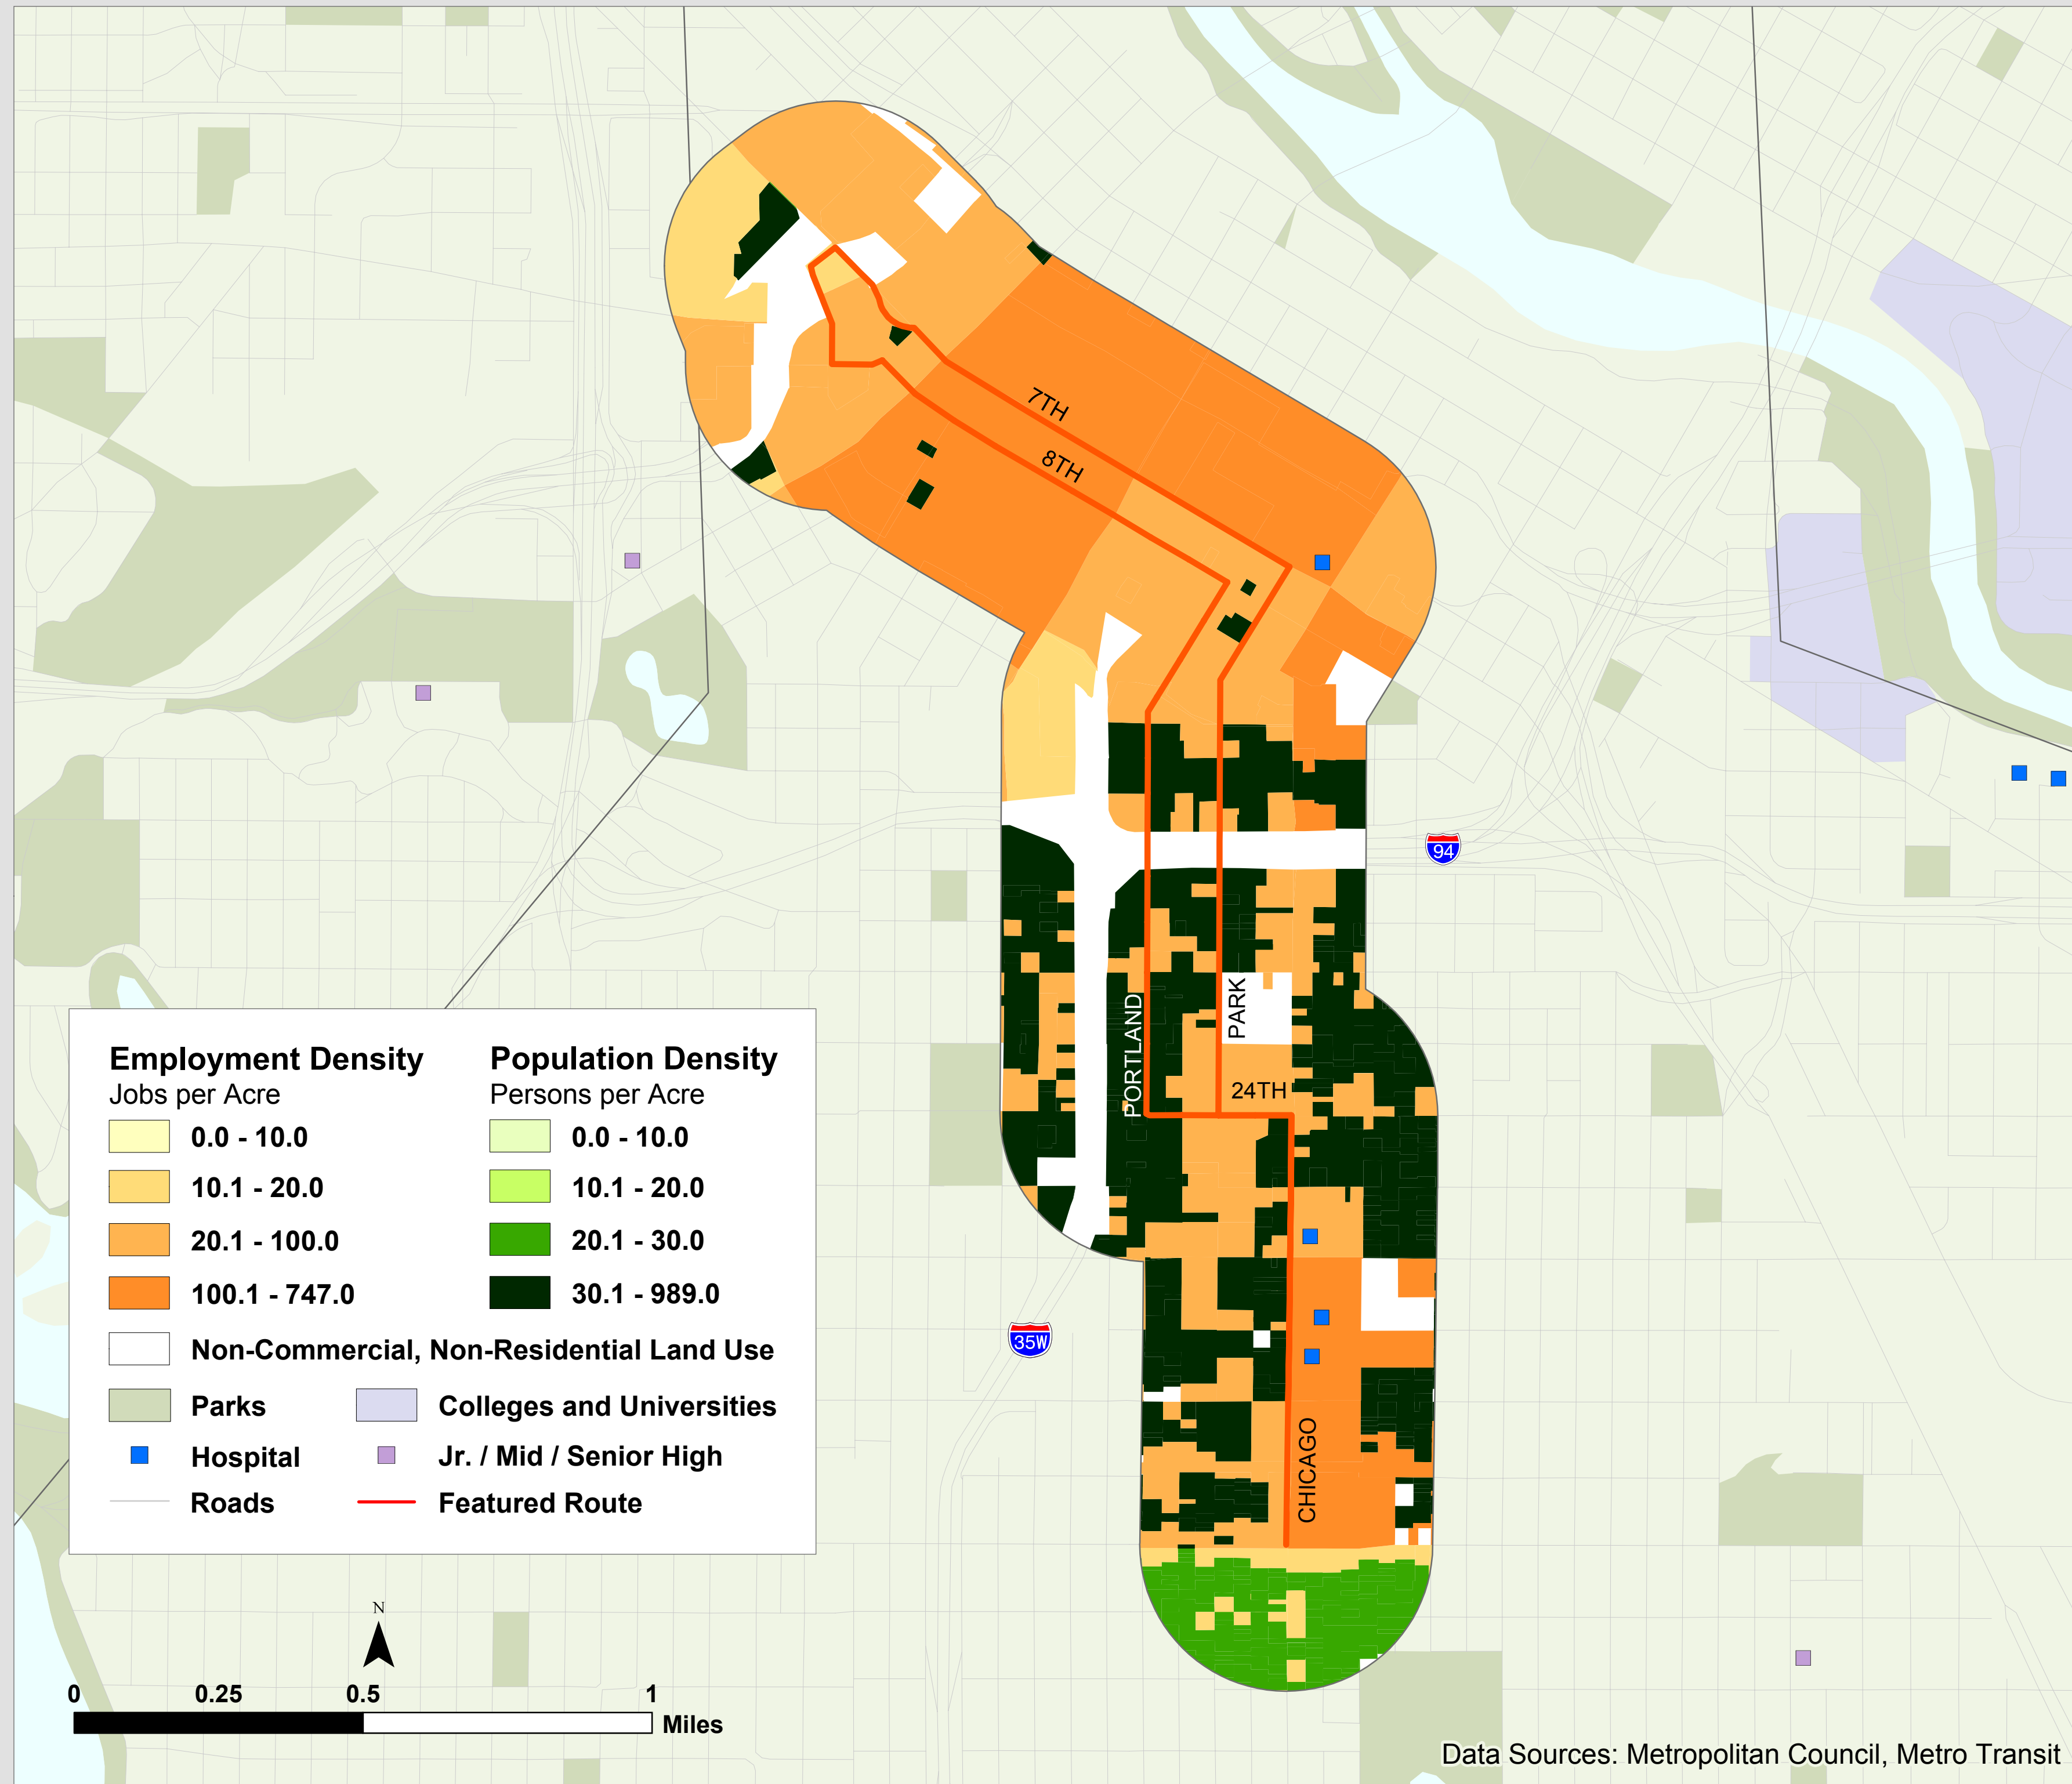 7TH
8TH
94
PARK
PORTLAND
24TH
35W
CHICAGO
Employment Density
Jobs per Acre
0.0 - 10.0
10.1 - 20.0
20.1 - 100.0
100.1 - 747.0
Population Density
Persons per Acre
0.0 - 10.0
10.1 - 20.0
20.1 - 30.0
30.1 - 989.0
Non-Commercial, Non-Residential Land Use
Parks
Colleges and Universities
Hospital
Jr. / Mid / Senior High
Roads
Featured Route
N
0 0.25 0.5 1
Miles
Data Sources: Metropolitan Council, Metro Transit